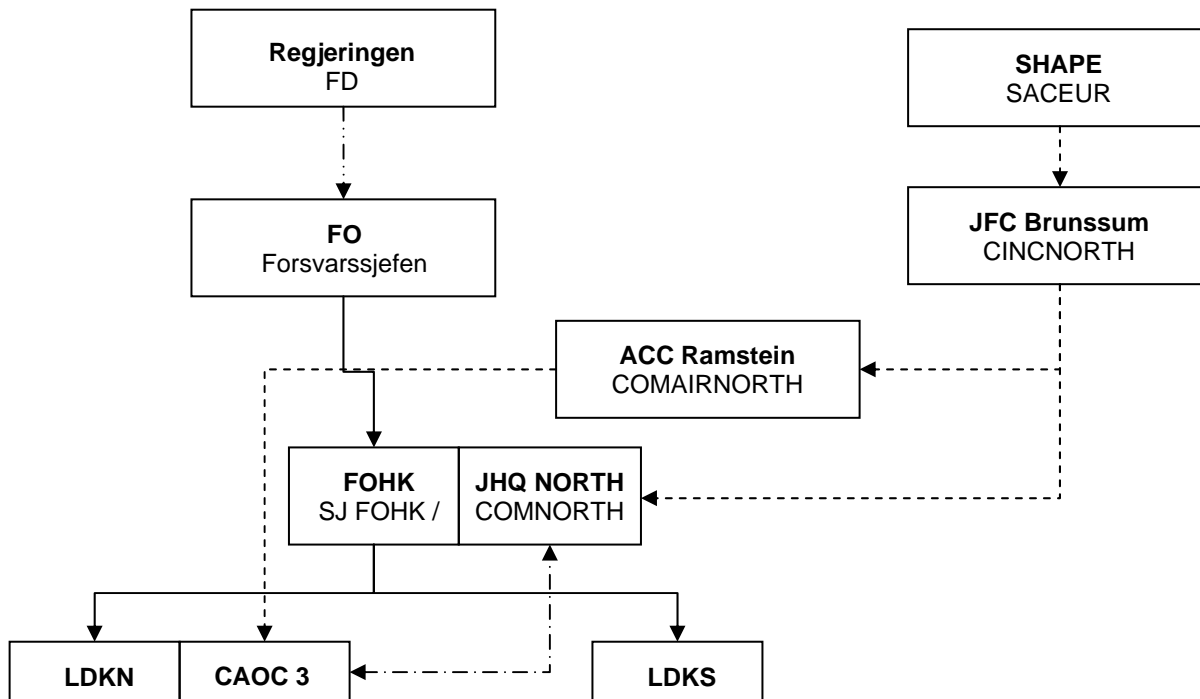 Regjeringen
FD
SHAPE
SACEUR
FO
Forsvarssjefen
JFC Brunssum
CINCNORTH
ACC Ramstein
COMAIRNORTH
FOHK
SJ FOHK /
JHQ NORTH
COMNORTH
LDKN
CAOC 3
LDKS